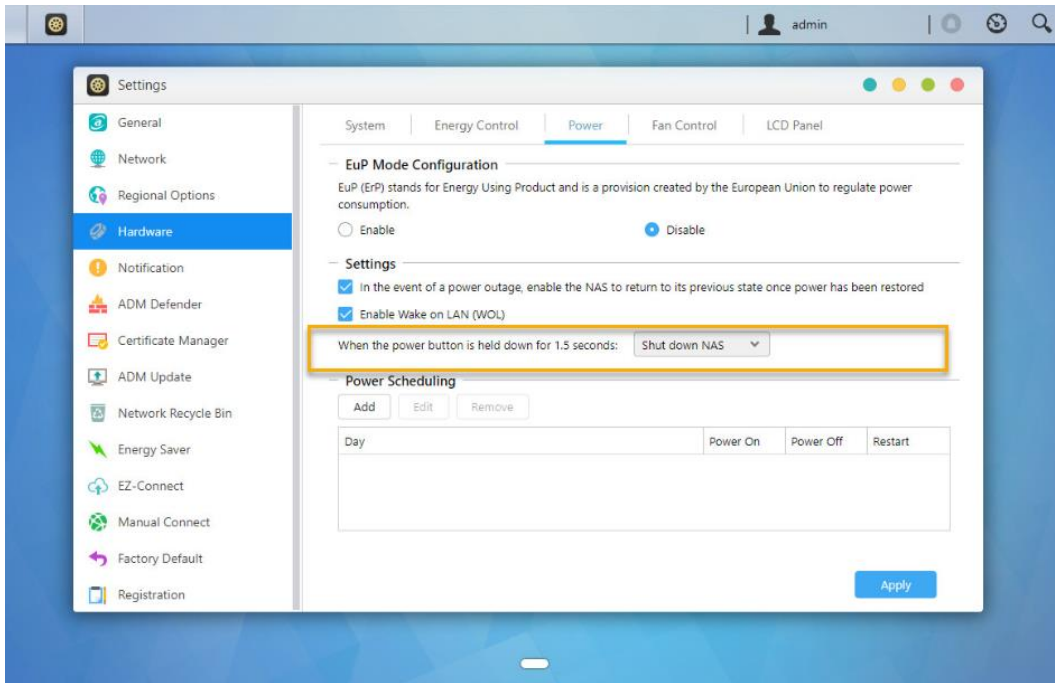 admin
Settings
General
Network
Regional Options
Hardware
Notification
ADM Defender
Certificate Manager
ADM Update
Network Recycle Bin
Energy Saver
EZ-Connect
Manual Connect
Factory Default
Registration
System Energy Control Power Fan Control LCD Panel
EuP Mode Configuration
EuP (ErP) stands for Energy Using Product and is a provision created by the European Union to regulate power
consumption.
Enable Disable
Settings
In the event of a power outage, enable the NAS to return to its previous state once power has been restored
Enable Wake on LAN (WOL)
When the power button is held down for 1.5 seconds: Shut down NAS
Power Scheduling
Add Edit Remove
Day Power On Power Off Restart
Apply